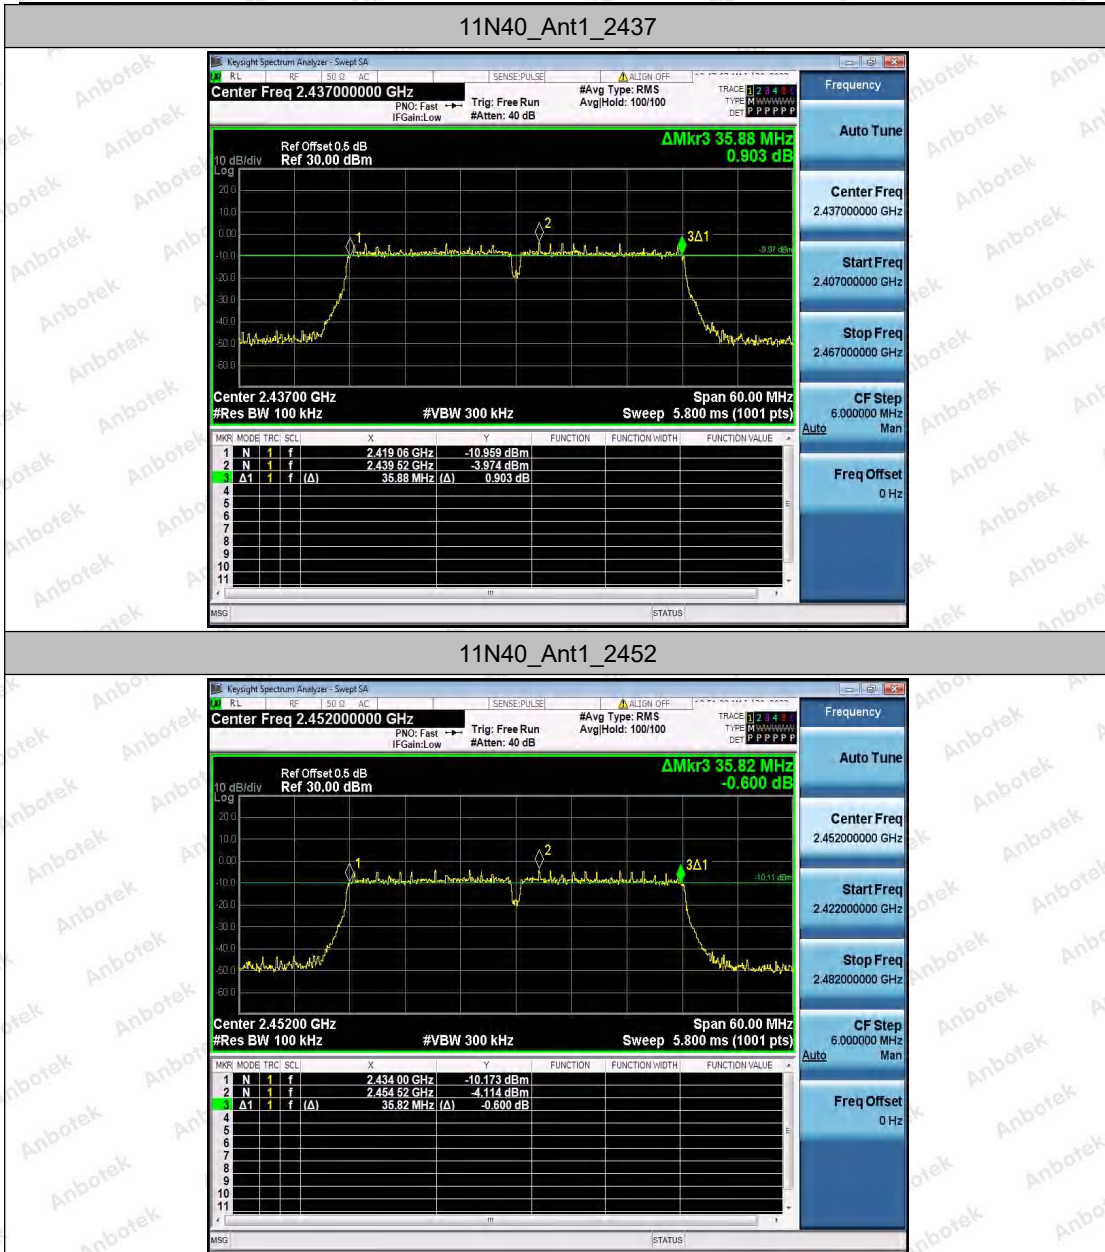 11N40_Ant1_2437
Keysight Spectrum Analyzer - Swept SA
RL RF 50 Ω AC SENSE:PULSE ALIGN OFF
Center Freq 2.437000000 GHz
PNO: Fast
IFGain:Low
Trig: Free Run
#Atten: 40 dB
#Avg Type: RMS
Avg|Hold: 100/100
TRACE 1 2 3 4 5 6
TYPE M WWWWW
DET P P P P P P
Frequency
Auto Tune
Center Freq
2.437000000 GHz
Start Freq
2.407000000 GHz
Stop Freq
2.467000000 GHz
CF Step
6.000000 MHz
Auto Man
Freq Offset
0 Hz
ΔMkr3 35.88 MHz
0.903 dB
Ref Offset 0.5 dB
10 dB/div Ref 30.00 dBm
Log
20.0
10.0
0.00
-10.0
-20.0
-30.0
-40.0
-50.0
-60.0
1
2
3Δ1
-9.97 dBm
Center 2.43700 GHz Span 60.00 MHz
#Res BW 100 kHz #VBW 300 kHz Sweep 5.800 ms (1001 pts)
MKR MODE TRC SCL X Y FUNCTION FUNCTION WIDTH FUNCTION VALUE
1 N 1 f 2.419 06 GHz -10.959 dBm
2 N 1 f 2.439 52 GHz -3.974 dBm
3 Δ1 1 f (Δ) 35.88 MHz (Δ) 0.903 dB
4
5
6
7
8
9
10
11
MSG STATUS
11N40_Ant1_2452
Keysight Spectrum Analyzer - Swept SA
RL RF 50 Ω AC SENSE:PULSE ALIGN OFF
Center Freq 2.452000000 GHz
PNO: Fast
IFGain:Low
Trig: Free Run
#Atten: 40 dB
#Avg Type: RMS
Avg|Hold: 100/100
TRACE 1 2 3 4 5 6
TYPE M WWWWW
DET P P P P P P
Frequency
Auto Tune
Center Freq
2.452000000 GHz
Start Freq
2.422000000 GHz
Stop Freq
2.482000000 GHz
CF Step
6.000000 MHz
Auto Man
Freq Offset
0 Hz
ΔMkr3 35.82 MHz
-0.600 dB
Ref Offset 0.5 dB
10 dB/div Ref 30.00 dBm
Log
20.0
10.0
0.00
-10.0
-20.0
-30.0
-40.0
-50.0
-60.0
1
2
3Δ1
-10.11 dBm
Center 2.45200 GHz Span 60.00 MHz
#Res BW 100 kHz #VBW 300 kHz Sweep 5.800 ms (1001 pts)
MKR MODE TRC SCL X Y FUNCTION FUNCTION WIDTH FUNCTION VALUE
1 N 1 f 2.434 00 GHz -10.173 dBm
2 N 1 f 2.454 52 GHz -4.114 dBm
3 Δ1 1 f (Δ) 35.82 MHz (Δ) -0.600 dB
4
5
6
7
8
9
10
11
MSG STATUS
Anbotek